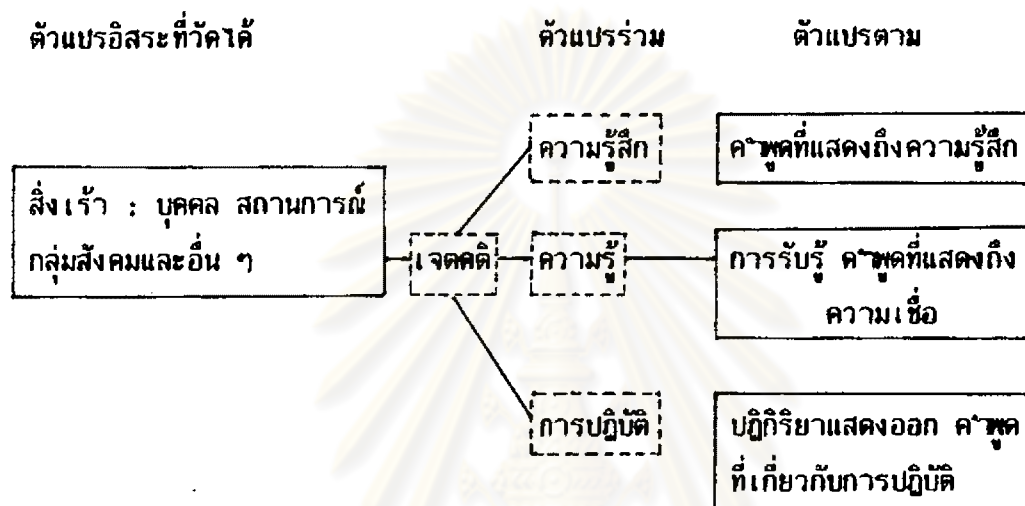 ตัวแปรอิสระที่วัดได้ ตัวแปรร่วม ตัวแปรตาม
ความรู้สึก คำพูดที่แสดงถึงความรู้สึก
สิ่งเร้า : บุคคล สถานการณ์
กลุ่มสังคมและอื่น ๆ
เจตคติ ความรู้ การรับรู้ คำพูดที่แสดงถึง
ความเชื่อ
การปฏิบัติ ปฏิกิริยาแสดงออก คำพูด
ที่เกี่ยวกับการปฏิบัติ